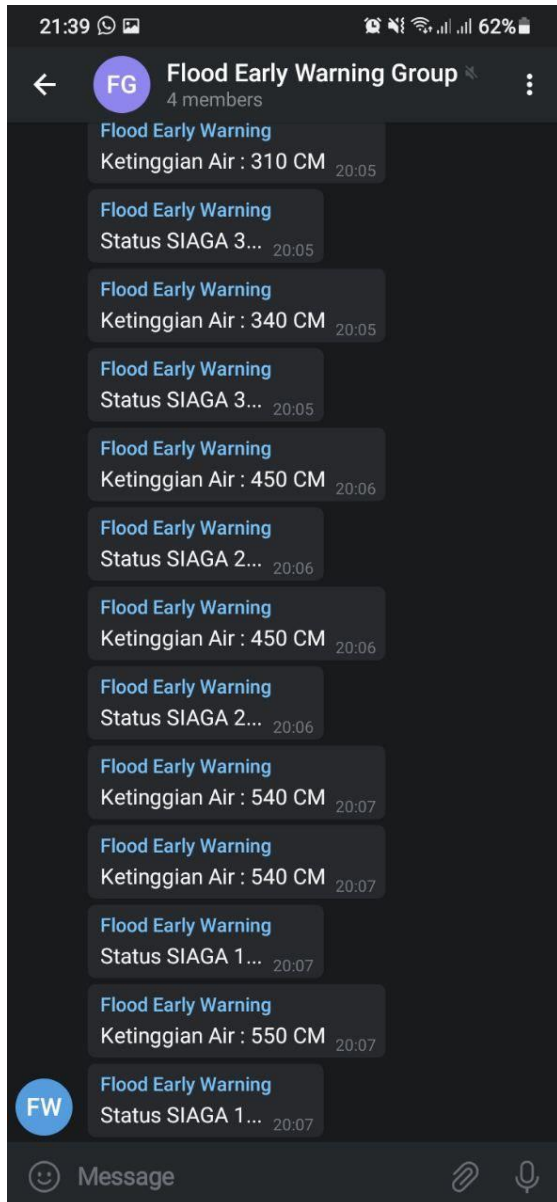 21:39 62%
FG Flood Early Warning Group
4 members
Flood Early Warning
Ketinggian Air : 310 CM 20:05
Flood Early Warning
Status SIAGA 3... 20:05
Flood Early Warning
Ketinggian Air : 340 CM 20:05
Flood Early Warning
Status SIAGA 3... 20:05
Flood Early Warning
Ketinggian Air : 450 CM 20:06
Flood Early Warning
Status SIAGA 2... 20:06
Flood Early Warning
Ketinggian Air : 450 CM 20:06
Flood Early Warning
Status SIAGA 2... 20:06
Flood Early Warning
Ketinggian Air : 540 CM 20:07
Flood Early Warning
Ketinggian Air : 540 CM 20:07
Flood Early Warning
Status SIAGA 1... 20:07
Flood Early Warning
Ketinggian Air : 550 CM 20:07
Flood Early Warning
FW Status SIAGA 1... 20:07
Message